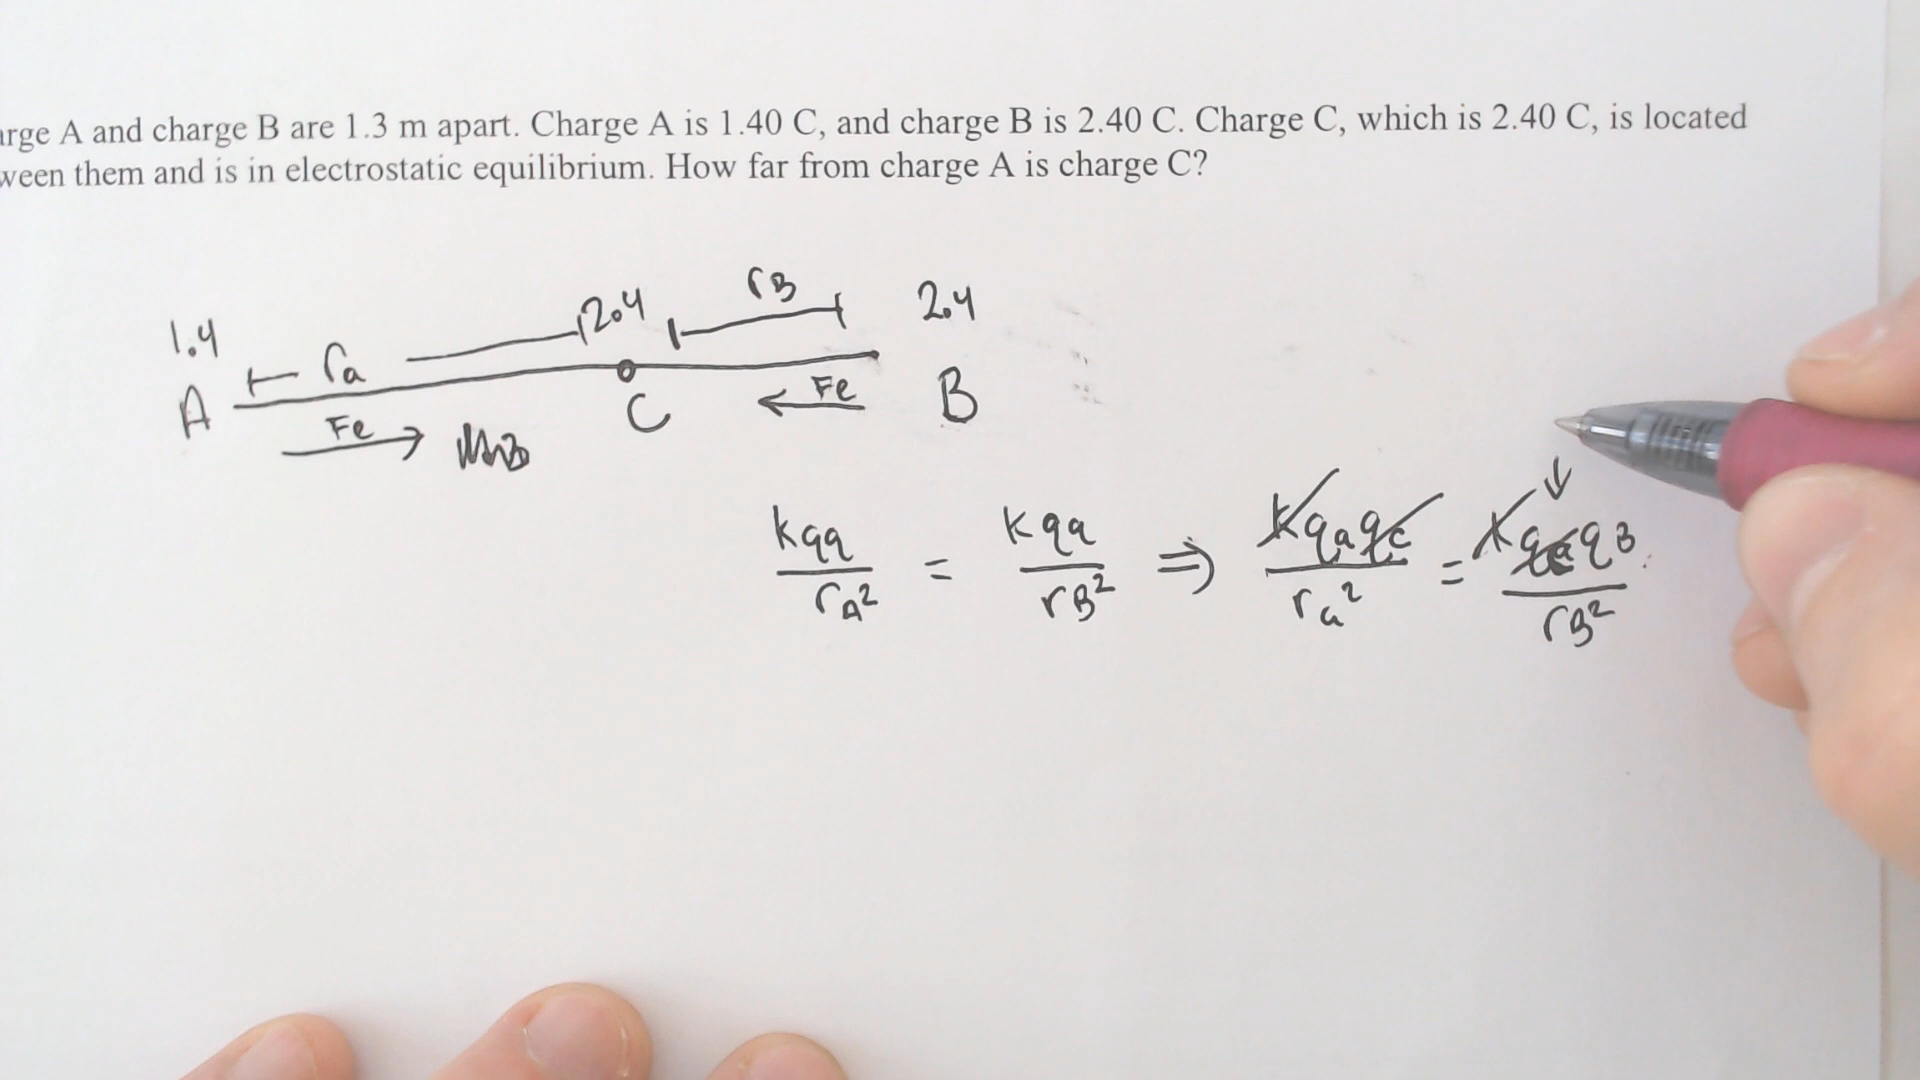 arge A and charge B are 1.3 m apart. Charge A is 1.40 C, and charge B is 2.40 C. Charge C, which is 2.40 C, is located
ween them and is in electrostatic equilibrium. How far from charge A is charge C?
1.4 ra 2.4 rB 2.4
A C B
Fe Fe
kqq/rA² = kqq/rB² ⇒ kqaqc/ra² = kqcqB/rB²